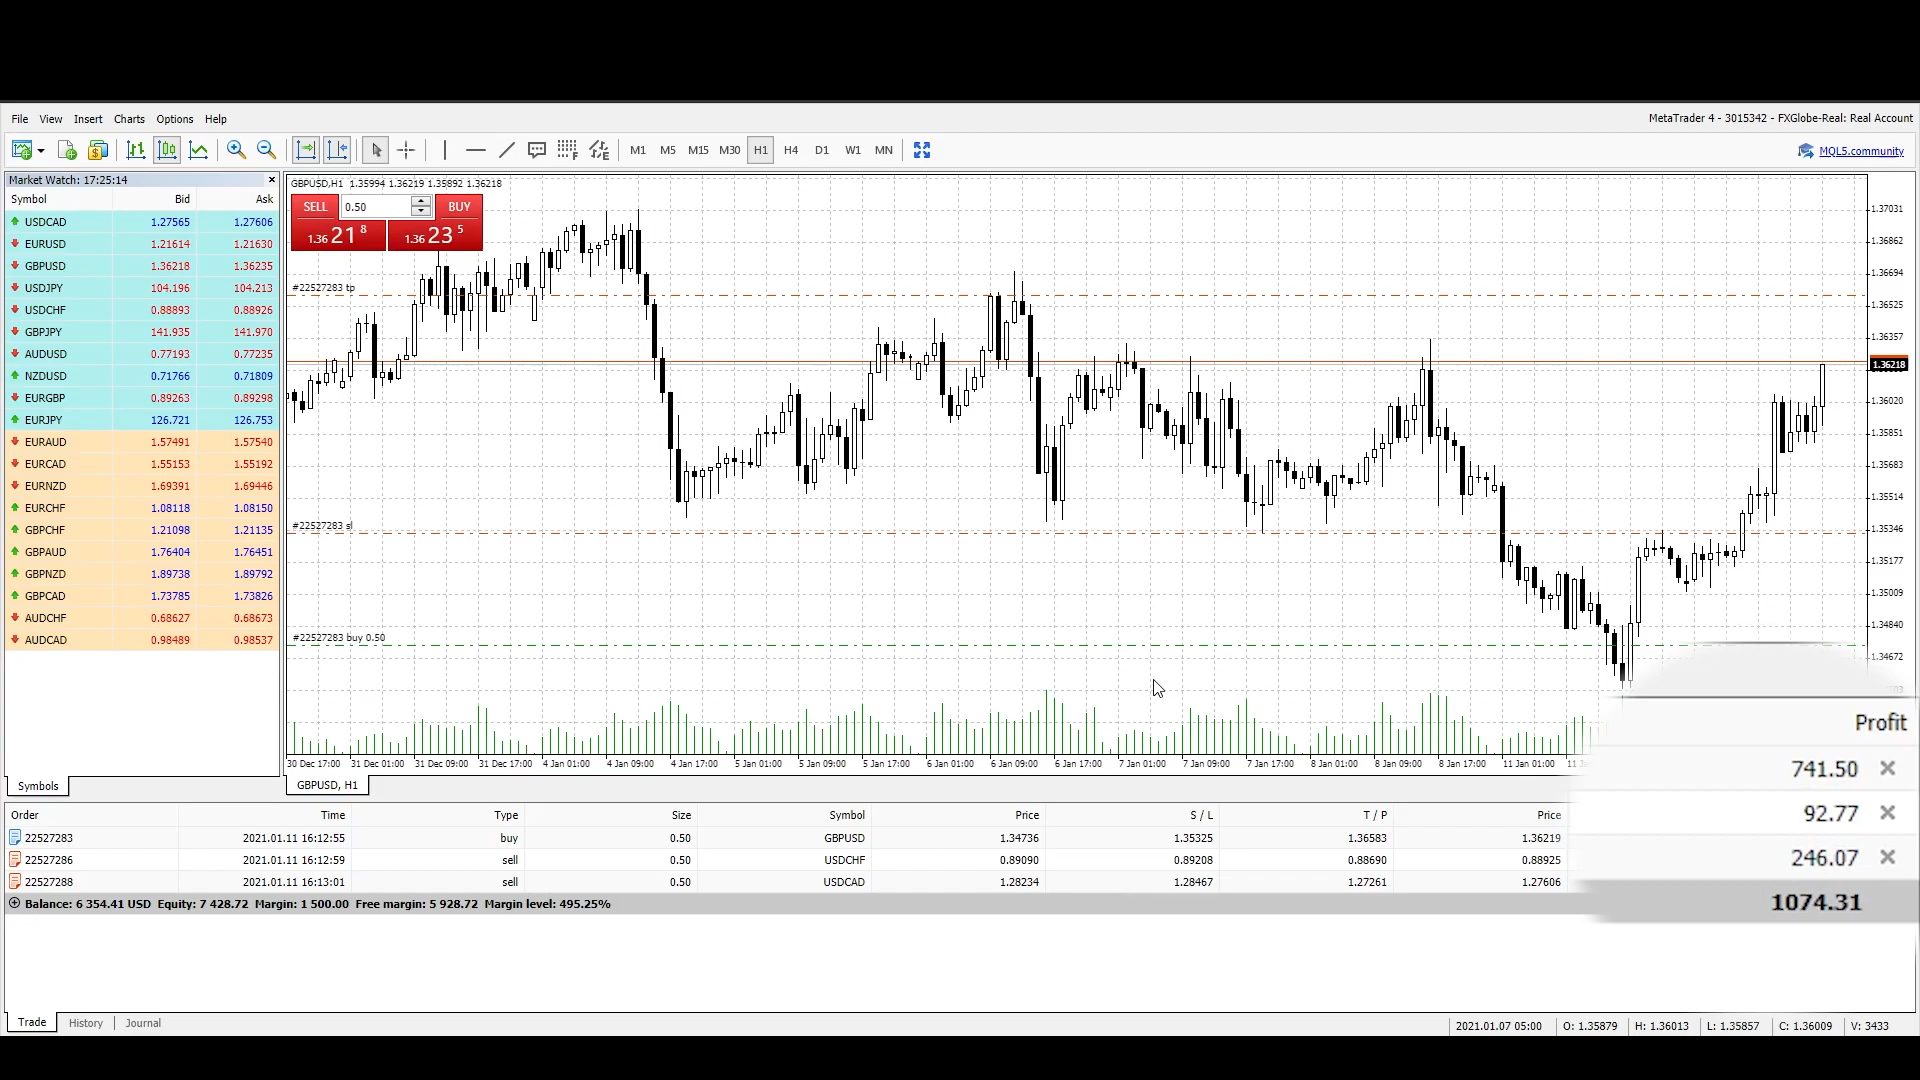 File View Insert Charts Options Help
MetaTrader 4 - 3015342 - FXGlobe-Real: Real Account
M1 M5 M15 M30 H1 H4 D1 W1 MN
MQL5.community
Market Watch: 17:25:14
Symbol Bid Ask
USDCAD 1.27565 1.27606
EURUSD 1.21614 1.21630
GBPUSD 1.36218 1.36235
USDJPY 104.196 104.213
USDCHF 0.88893 0.88926
GBPJPY 141.935 141.970
AUDUSD 0.77193 0.77235
NZDUSD 0.71766 0.71809
EURGBP 0.89263 0.89298
EURJPY 126.721 126.753
EURAUD 1.57491 1.57540
EURCAD 1.55153 1.55192
EURNZD 1.69391 1.69446
EURCHF 1.08118 1.08150
GBPCHF 1.21098 1.21135
GBPAUD 1.76404 1.76451
GBPNZD 1.89738 1.89792
GBPCAD 1.73785 1.73826
AUDCHF 0.68627 0.68673
AUDCAD 0.98489 0.98537
Symbols
GBPUSD,H1 1.35994 1.36219 1.35892 1.36218
SELL 0.50 BUY
1.36 21 8 1.36 23 5
#22527283 tp
#22527283 sl
#22527283 buy 0.50
1.37031
1.36862
1.36694
1.36525
1.36357
1.36218
1.36020
1.35851
1.35683
1.35514
1.35346
1.35177
1.35009
1.34840
1.34672
30 Dec 17:00 31 Dec 01:00 31 Dec 09:00 31 Dec 17:00 4 Jan 01:00 4 Jan 09:00 4 Jan 17:00 5 Jan 01:00 5 Jan 09:00 5 Jan 17:00 6 Jan 01:00 6 Jan 09:00 6 Jan 17:00 7 Jan 01:00 7 Jan 09:00 7 Jan 17:00 8 Jan 01:00 8 Jan 09:00 8 Jan 17:00 11 Jan 01:00 11
GBPUSD, H1
Order Time Type Size Symbol Price S / L T / P Price Profit
22527283 2021.01.11 16:12:55 buy 0.50 GBPUSD 1.34736 1.35325 1.36583 1.36219 741.50
22527286 2021.01.11 16:12:59 sell 0.50 USDCHF 0.89090 0.89208 0.88690 0.88925 92.77
22527288 2021.01.11 16:13:01 sell 0.50 USDCAD 1.28234 1.28467 1.27261 1.27606 246.07
Balance: 6 354.41 USD Equity: 7 428.72 Margin: 1 500.00 Free margin: 5 928.72 Margin level: 495.25% 1074.31
Trade History Journal
2021.01.07 05:00 O: 1.35879 H: 1.36013 L: 1.35857 C: 1.36009 V: 3433